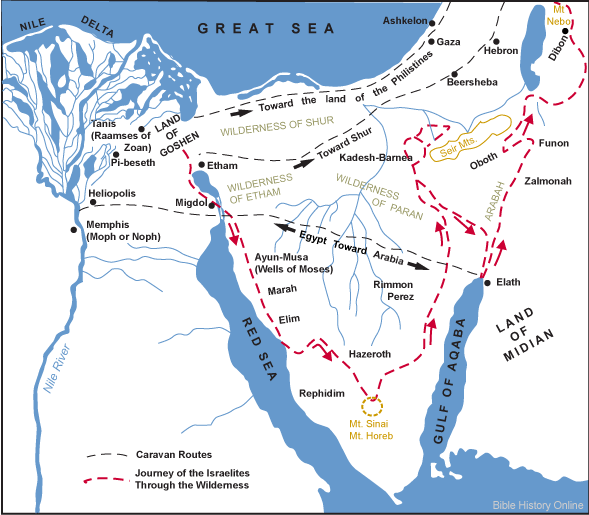 NILE DELTA
GREAT SEA
Ashkelon
Mt
Nebo
Gaza
Hebron
Dibon
Beersheba
Toward the land of the Philistines
Tanis
(Raamses of
Zoan)
LAND
OF
GOSHEN
WILDERNESS OF SHUR
Toward Shur
Pi-beseth
Etham
Kadesh-Barnea
Seir Mts.
Oboth
Funon
Zalmonah
Heliopolis
Migdol
WILDERNESS
OF ETHAM
WILDERNESS
OF PARAN
ARABAH
Memphis
(Moph or Noph)
Egypt Toward Arabia
Ayun-Musa
(Wells of Moses)
Marah
Elim
Rimmon
Perez
Elath
LAND
OF
MIDIAN
RED SEA
Hazeroth
GULF OF AQABA
Nile River
Rephidim
Mt. Sinai
Mt. Horeb
Caravan Routes
Journey of the Israelites
Through the Wilderness
Bible History Online